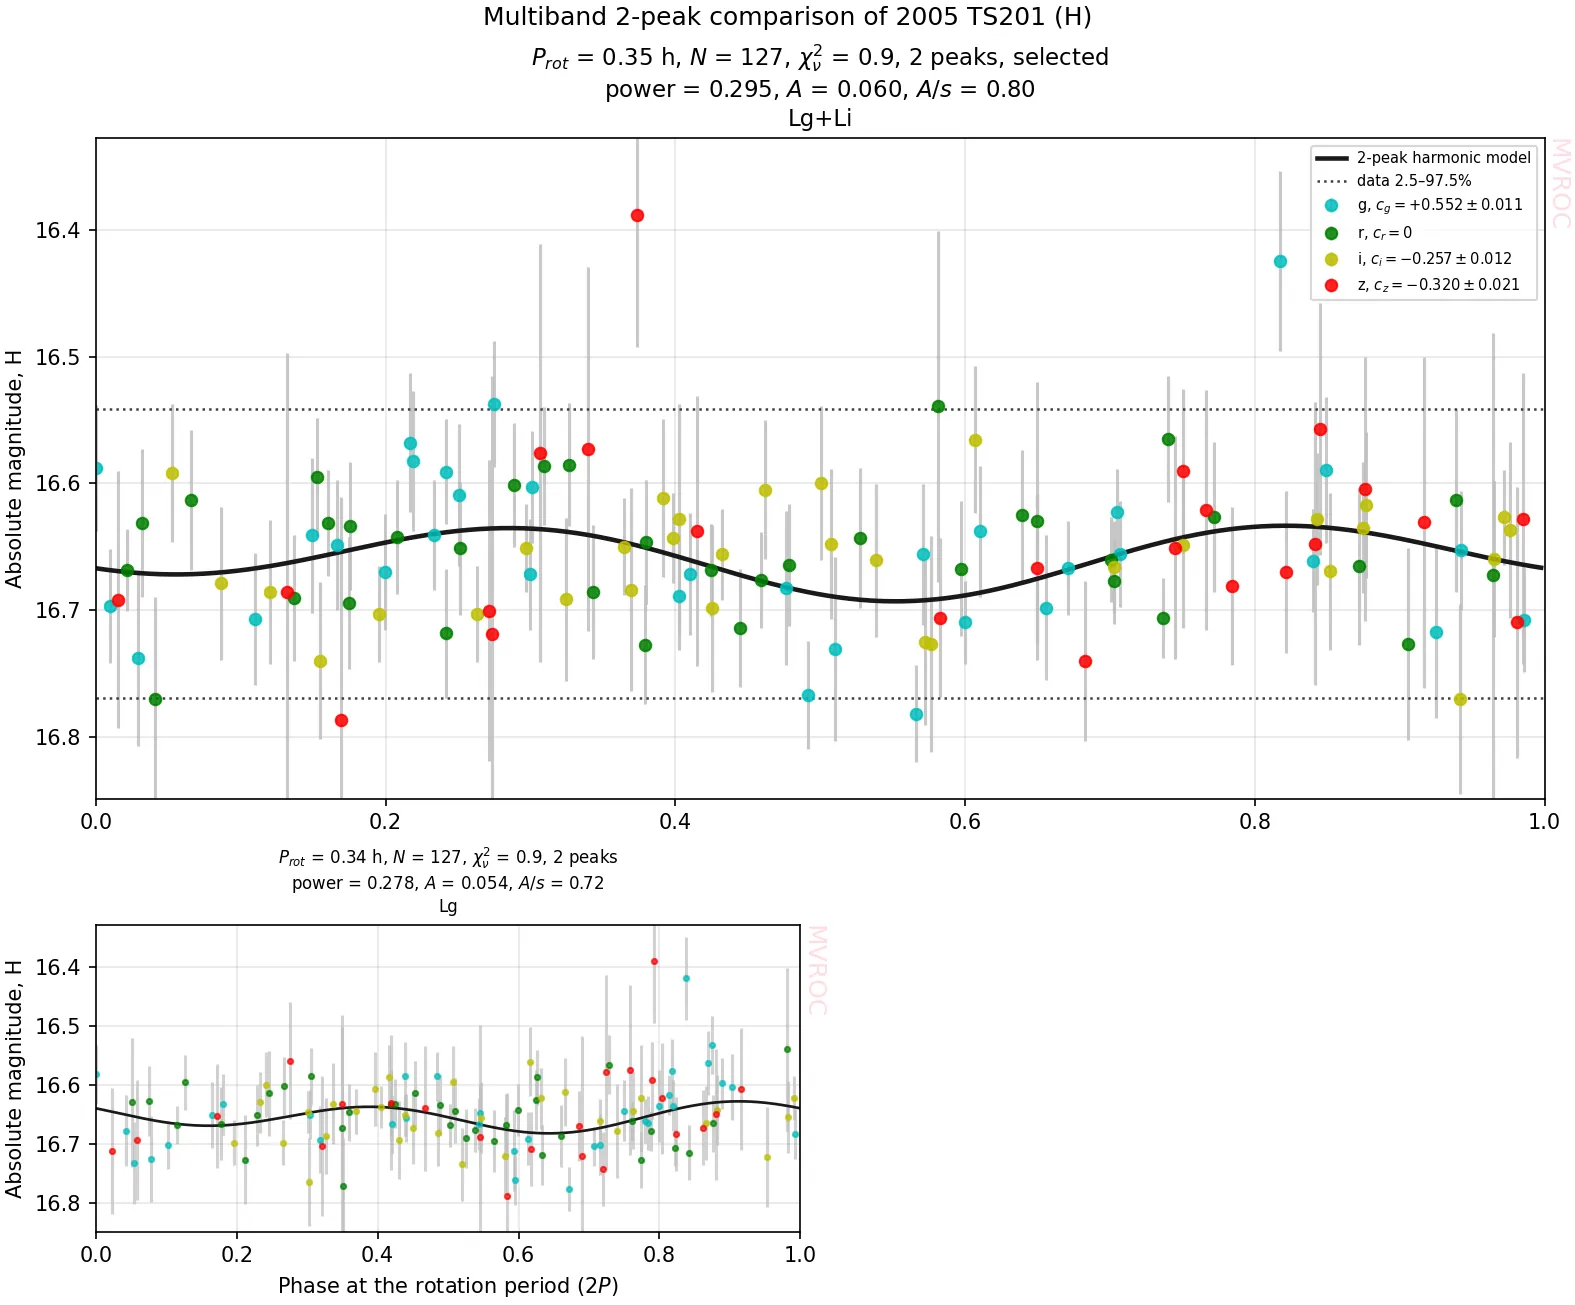 Multiband 2-peak comparison of 2005 TS201 (H)
P_rot = 0.35 h, N = 127, χ²_ν = 0.9, 2 peaks, selected
power = 0.295, A = 0.060, A/s = 0.80
Lg+Li
2-peak harmonic model
data 2.5–97.5%
g, c_g = +0.552 ± 0.011
r, c_r = 0
i, c_i = −0.257 ± 0.012
z, c_z = −0.320 ± 0.021
MVROC
Absolute magnitude, H
16.4
16.5
16.6
16.7
16.8
0.0 0.2 0.4 0.6 0.8 1.0
P_rot = 0.34 h, N = 127, χ²_ν = 0.9, 2 peaks
power = 0.278, A = 0.054, A/s = 0.72
Lg
MVROC
Absolute magnitude, H
16.4
16.5
16.6
16.7
16.8
0.0 0.2 0.4 0.6 0.8 1.0
Phase at the rotation period (2P)